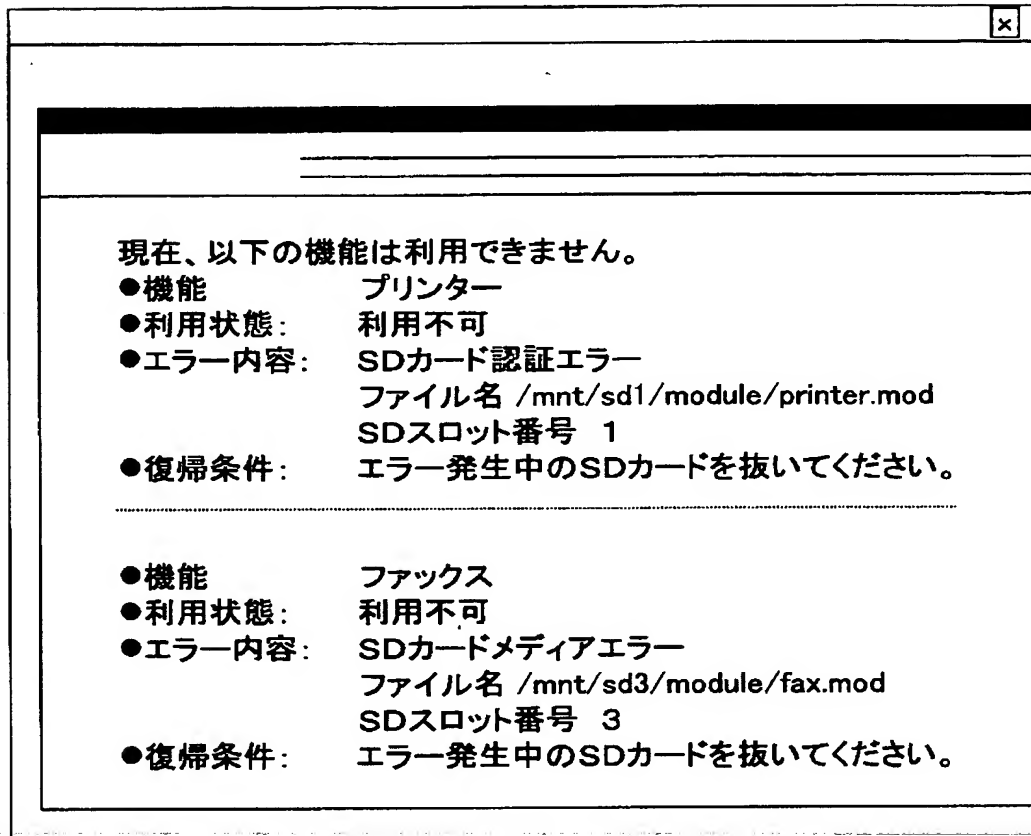 現在、以下の機能は利用できません。
●機能 プリンター
●利用状態： 利用不可
●エラー内容： SDカード認証エラー
ファイル名 /mnt/sd1/module/printer.mod
SDスロット番号 1
●復帰条件： エラー発生中のSDカードを抜いてください。
●機能 ファックス
●利用状態： 利用不可
●エラー内容： SDカードメディアエラー
ファイル名 /mnt/sd3/module/fax.mod
SDスロット番号 3
●復帰条件： エラー発生中のSDカードを抜いてください。